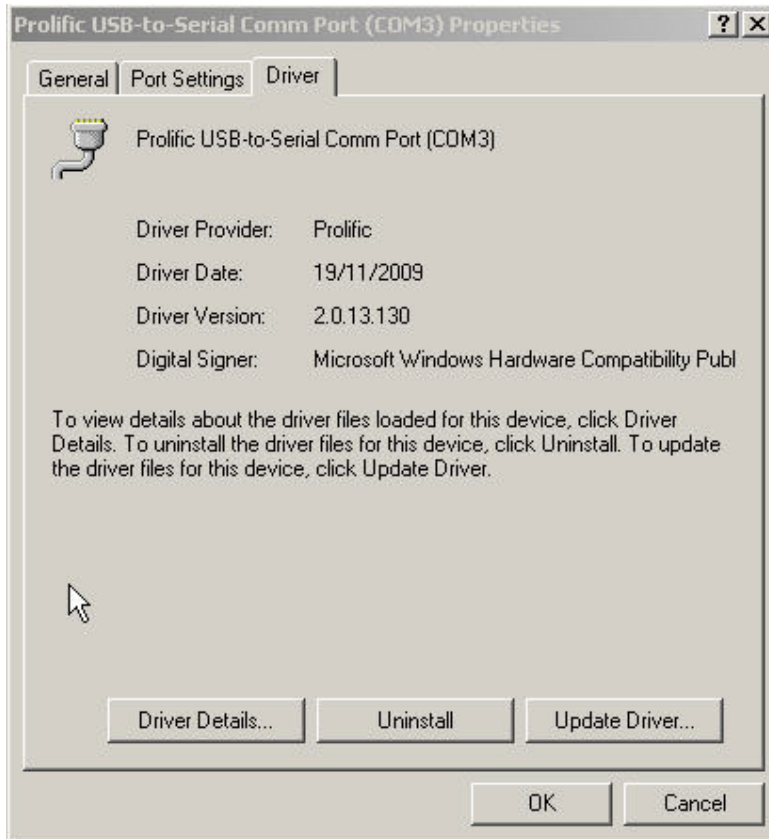 Prolific USB-to-Serial Comm Port (COM3) Properties
General Port Settings Driver
Prolific USB-to-Serial Comm Port (COM3)
Driver Provider: Prolific
Driver Date: 19/11/2009
Driver Version: 2.0.13.130
Digital Signer: Microsoft Windows Hardware Compatibility Publ
To view details about the driver files loaded for this device, click Driver
Details. To uninstall the driver files for this device, click Uninstall. To update
the driver files for this device, click Update Driver.
Driver Details... Uninstall Update Driver...
OK Cancel